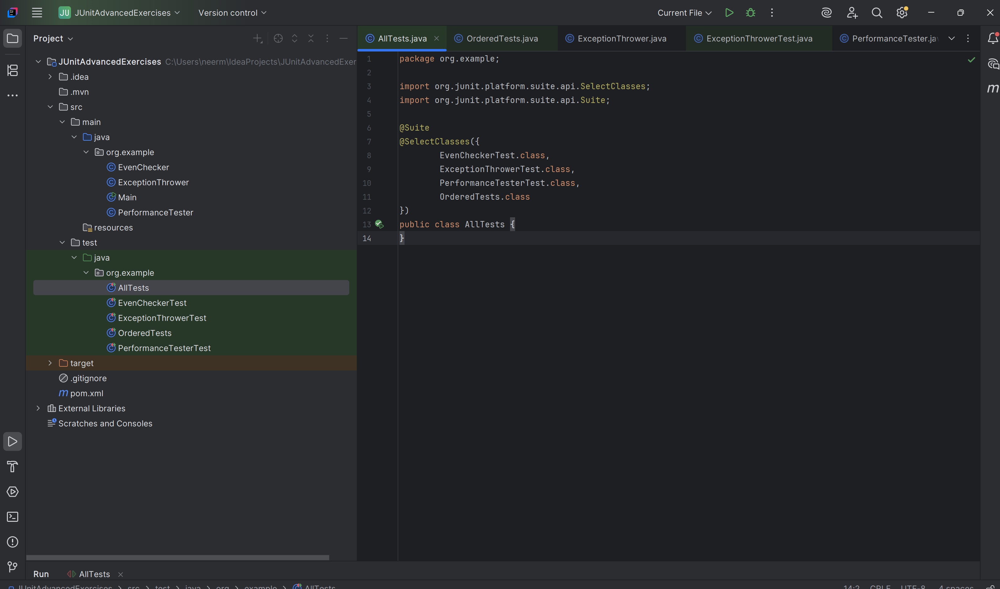 JU JUnitAdvancedExercises Version control Current File
Project
AllTests.java OrderedTests.java ExceptionThrower.java ExceptionThrowerTest.java PerformanceTester.ja
JUnitAdvancedExercises C:\Users\neerm\IdeaProjects\JUnitAdvancedExer
.idea
.mvn
src
main
java
org.example
EvenChecker
ExceptionThrower
Main
PerformanceTester
resources
test
java
org.example
AllTests
EvenCheckerTest
ExceptionThrowerTest
OrderedTests
PerformanceTesterTest
target
.gitignore
pom.xml
External Libraries
Scratches and Consoles
1 package org.example;
2
3 import org.junit.platform.suite.api.SelectClasses;
4 import org.junit.platform.suite.api.Suite;
5
6 @Suite
7 @SelectClasses({
8 EvenCheckerTest.class,
9 ExceptionThrowerTest.class,
10 PerformanceTesterTest.class,
11 OrderedTests.class
12 })
13 public class AllTests {
14 }
Run AllTests
JUnitAdvancedExercises > src > test > java > org > example > AllTests 14:2 CRLF UTF-8 4 spaces